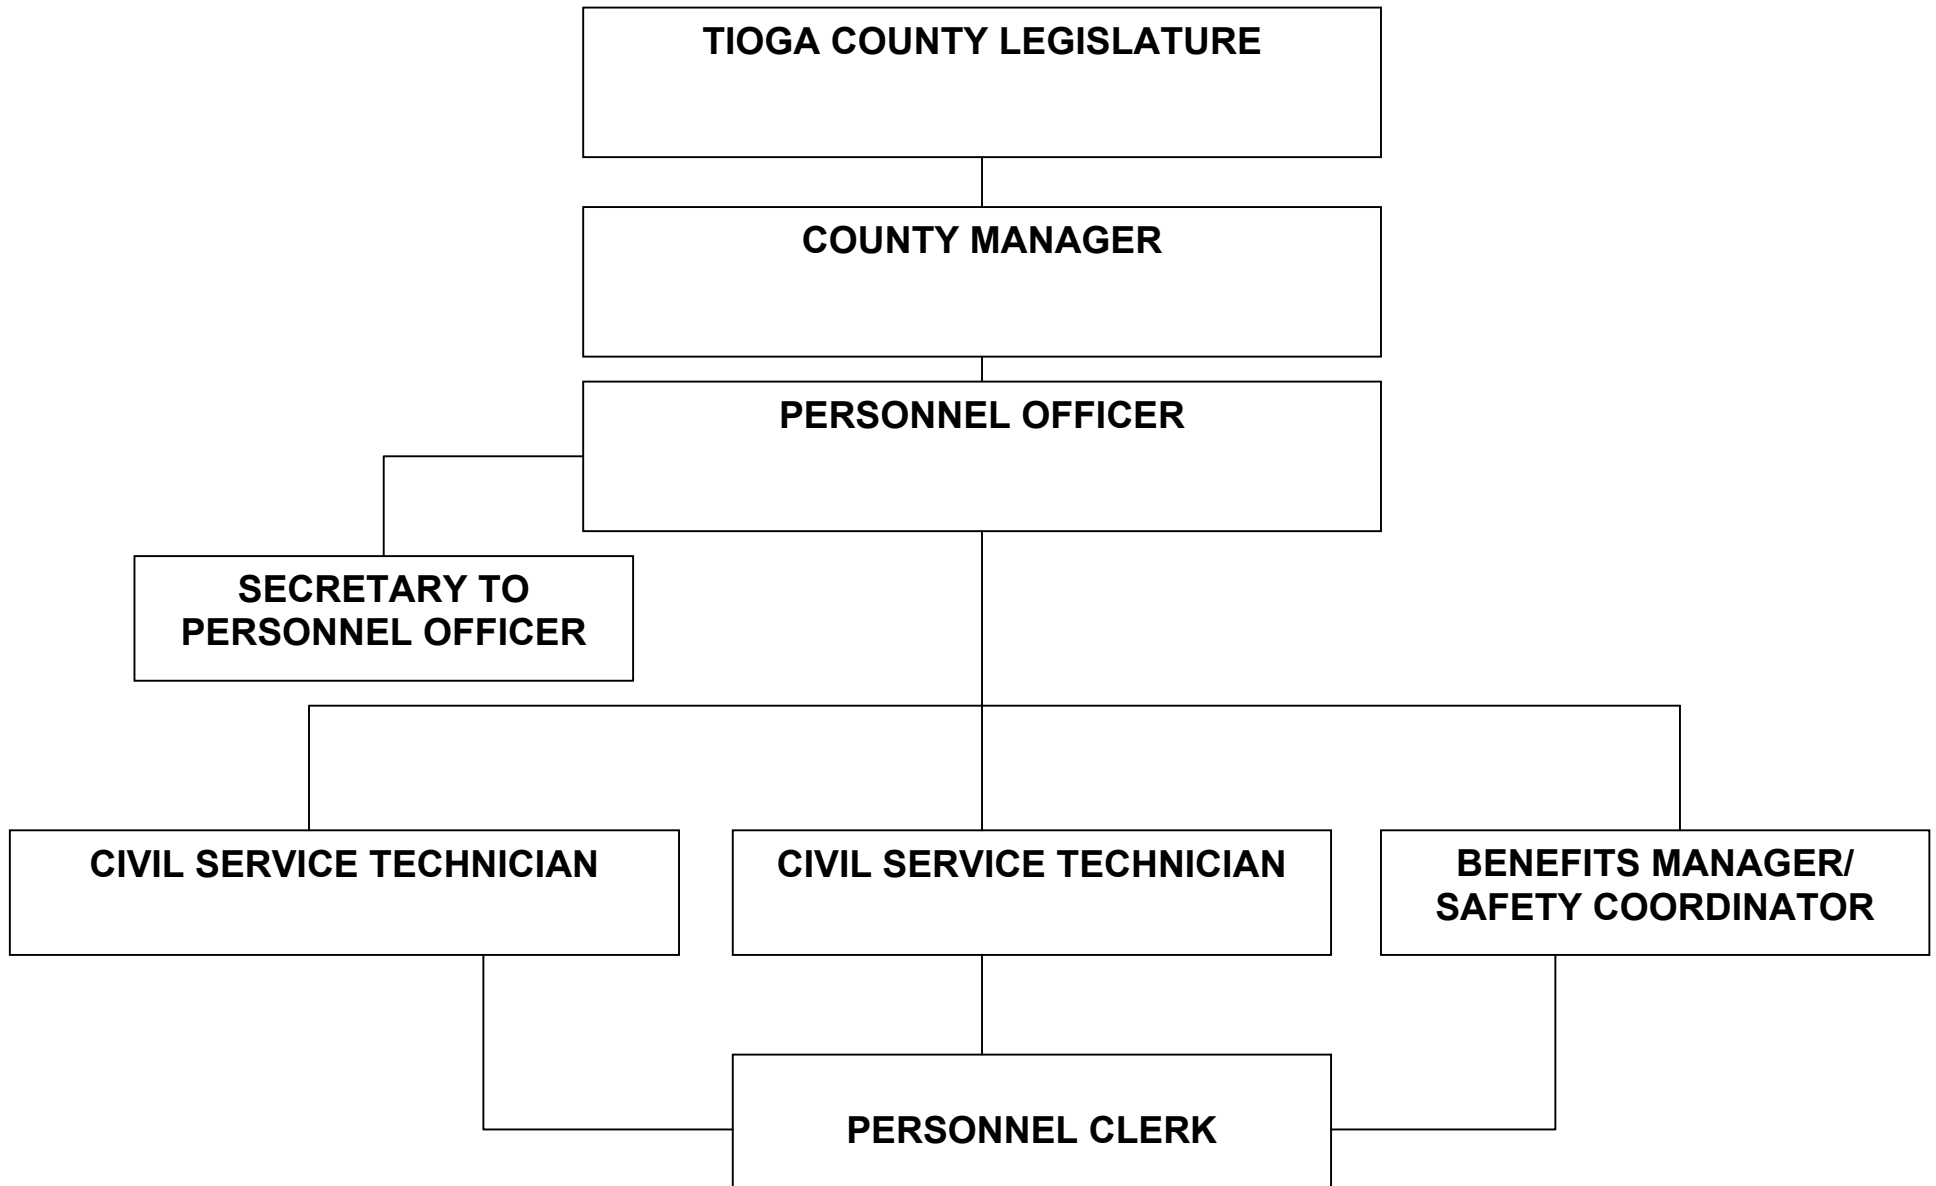 TIOGA COUNTY LEGISLATURE
COUNTY MANAGER
PERSONNEL OFFICER
SECRETARY TO
PERSONNEL OFFICER
CIVIL SERVICE TECHNICIAN
CIVIL SERVICE TECHNICIAN
BENEFITS MANAGER/
SAFETY COORDINATOR
PERSONNEL CLERK